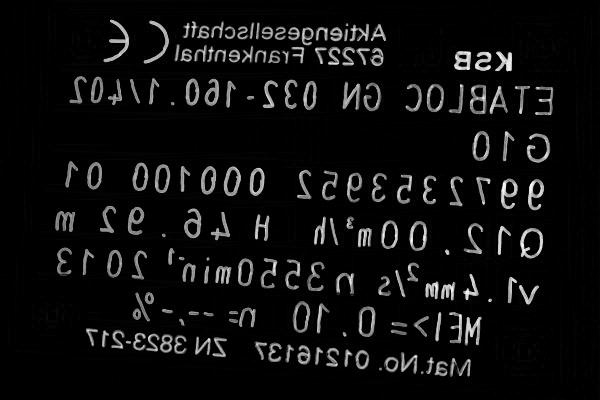 KSB Aktiengesellschaft CE
67227 Frankenthal
ETABLOC GN 032-160.1/402
G10
9972353952 000100 01
Q12.00m³/h H 46.92 m
v1.4mm²/s n3550min⁻¹ 2013
MEI>= 0.10 n= --,-%
Mat.No. 01216137 ZN 3823-217